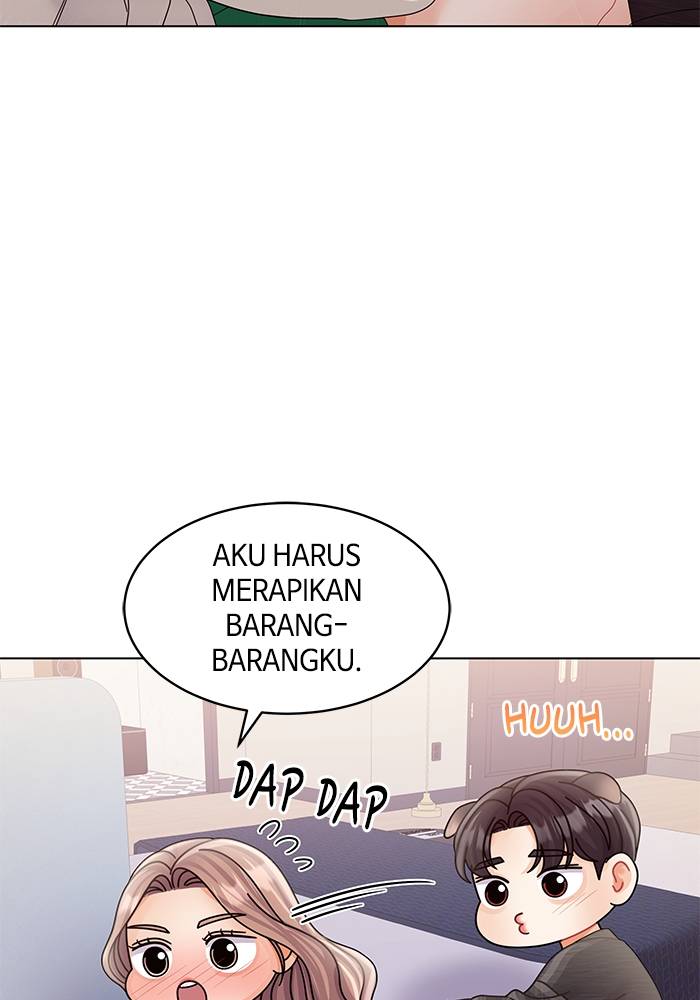 AKU HARUS
MERAPIKAN
BARANG-
BARANGKU.
HUUH...
DAP DAP